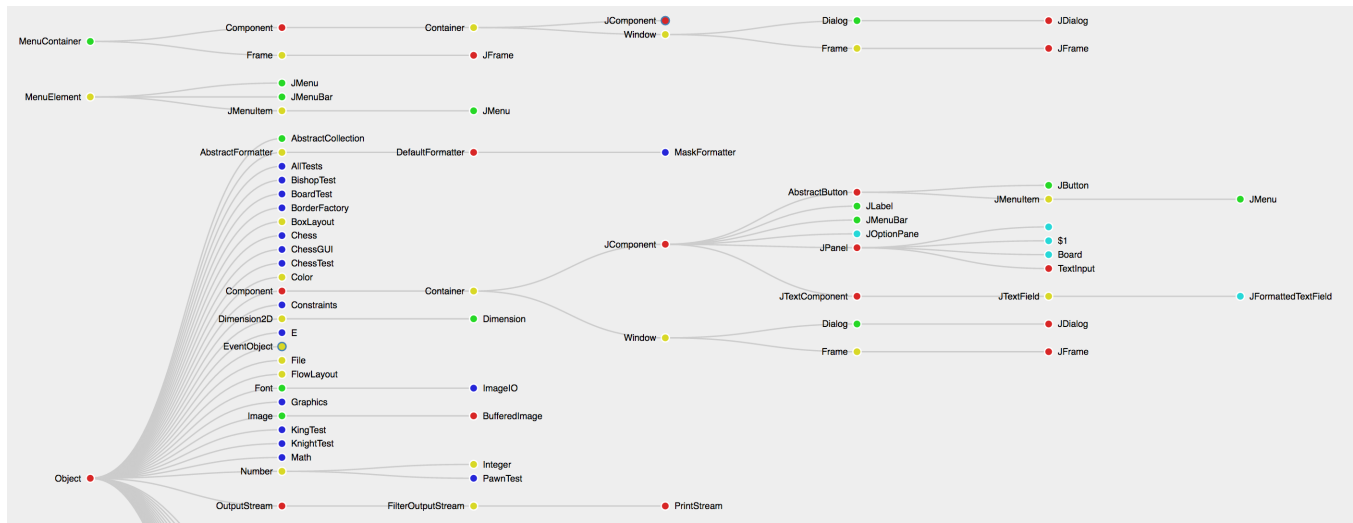 JComponent
Dialog
JDialog
Component
Container
Window
MenuContainer
Frame
JFrame
Frame
JFrame
JMenu
MenuElement
JMenuBar
JMenuItem
JMenu
AbstractCollection
AbstractFormatter
DefaultFormatter
MaskFormatter
AllTests
BishopTest
JButton
BoardTest
AbstractButton
JMenuItem
JMenu
BorderFactory
JLabel
BoxLayout
JMenuBar
Chess
JOptionPane
$1
ChessGUI
JComponent
JPanel
Board
ChessTest
TextInput
Color
Component
Container
JTextComponent
JTextField
JFormattedTextField
Constraints
Dimension2D
Dimension
Dialog
JDialog
E
Window
EventObject
Frame
JFrame
File
FlowLayout
Font
ImageIO
Graphics
Image
BufferedImage
KingTest
KnightTest
Math
Integer
Number
Object
PawnTest
OutputStream
FilterOutputStream
PrintStream